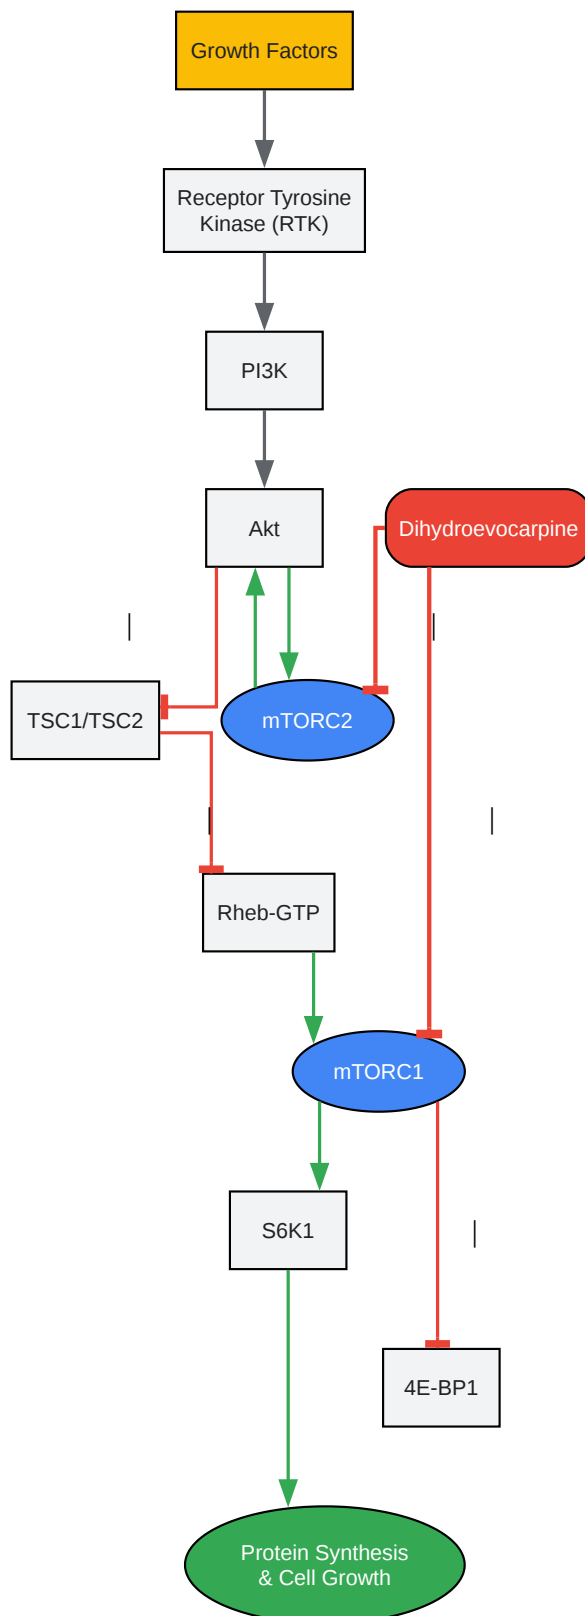 Growth Factors
Receptor Tyrosine
Kinase (RTK)
PI3K
Akt
Dihydroevocarpine
|
|
TSC1/TSC2
mTORC2
|
|
Rheb-GTP
mTORC1
S6K1
|
4E-BP1
Protein Synthesis
& Cell Growth